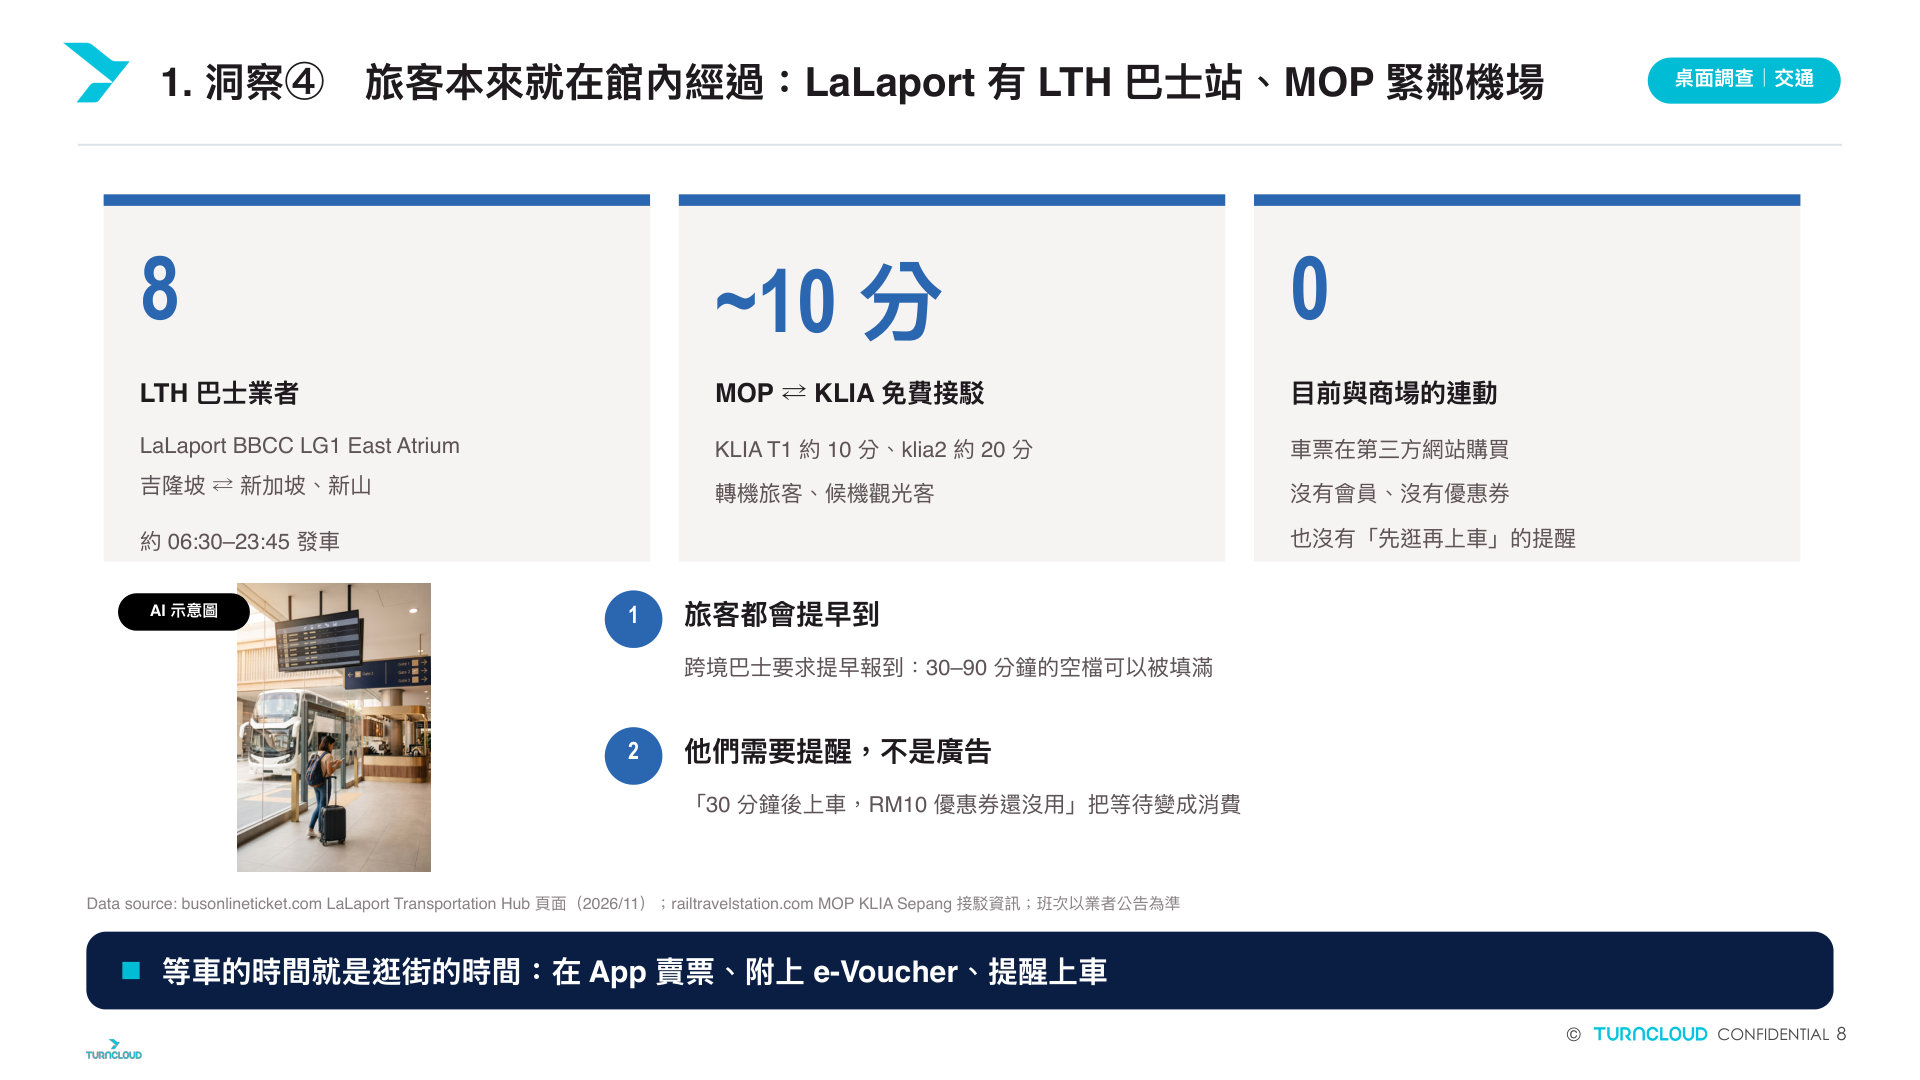 1. 洞察④　旅客本來就在館內經過：LaLaport 有 LTH 巴士站、MOP 緊鄰機場
桌面調查｜交通
8
LTH 巴士業者
LaLaport BBCC LG1 East Atrium
吉隆坡 ⇄ 新加坡、新山
約 06:30–23:45 發車
~10 分
MOP ⇄ KLIA 免費接駁
KLIA T1 約 10 分、klia2 約 20 分
轉機旅客、候機觀光客
0
目前與商場的連動
車票在第三方網站購買
沒有會員、沒有優惠券
也沒有「先逛再上車」的提醒
AI 示意圖
1
旅客都會提早到
跨境巴士要求提早報到：30–90 分鐘的空檔可以被填滿
2
他們需要提醒，不是廣告
「30 分鐘後上車，RM10 優惠券還沒用」把等待變成消費
Data source: busonlineticket.com LaLaport Transportation Hub 頁面（2026/11）；railtravelstation.com MOP KLIA Sepang 接駁資訊；班次以業者公告為準
等車的時間就是逛街的時間：在 App 賣票、附上 e-Voucher、提醒上車
TURNCLOUD
© TURNCLOUD CONFIDENTIAL 8